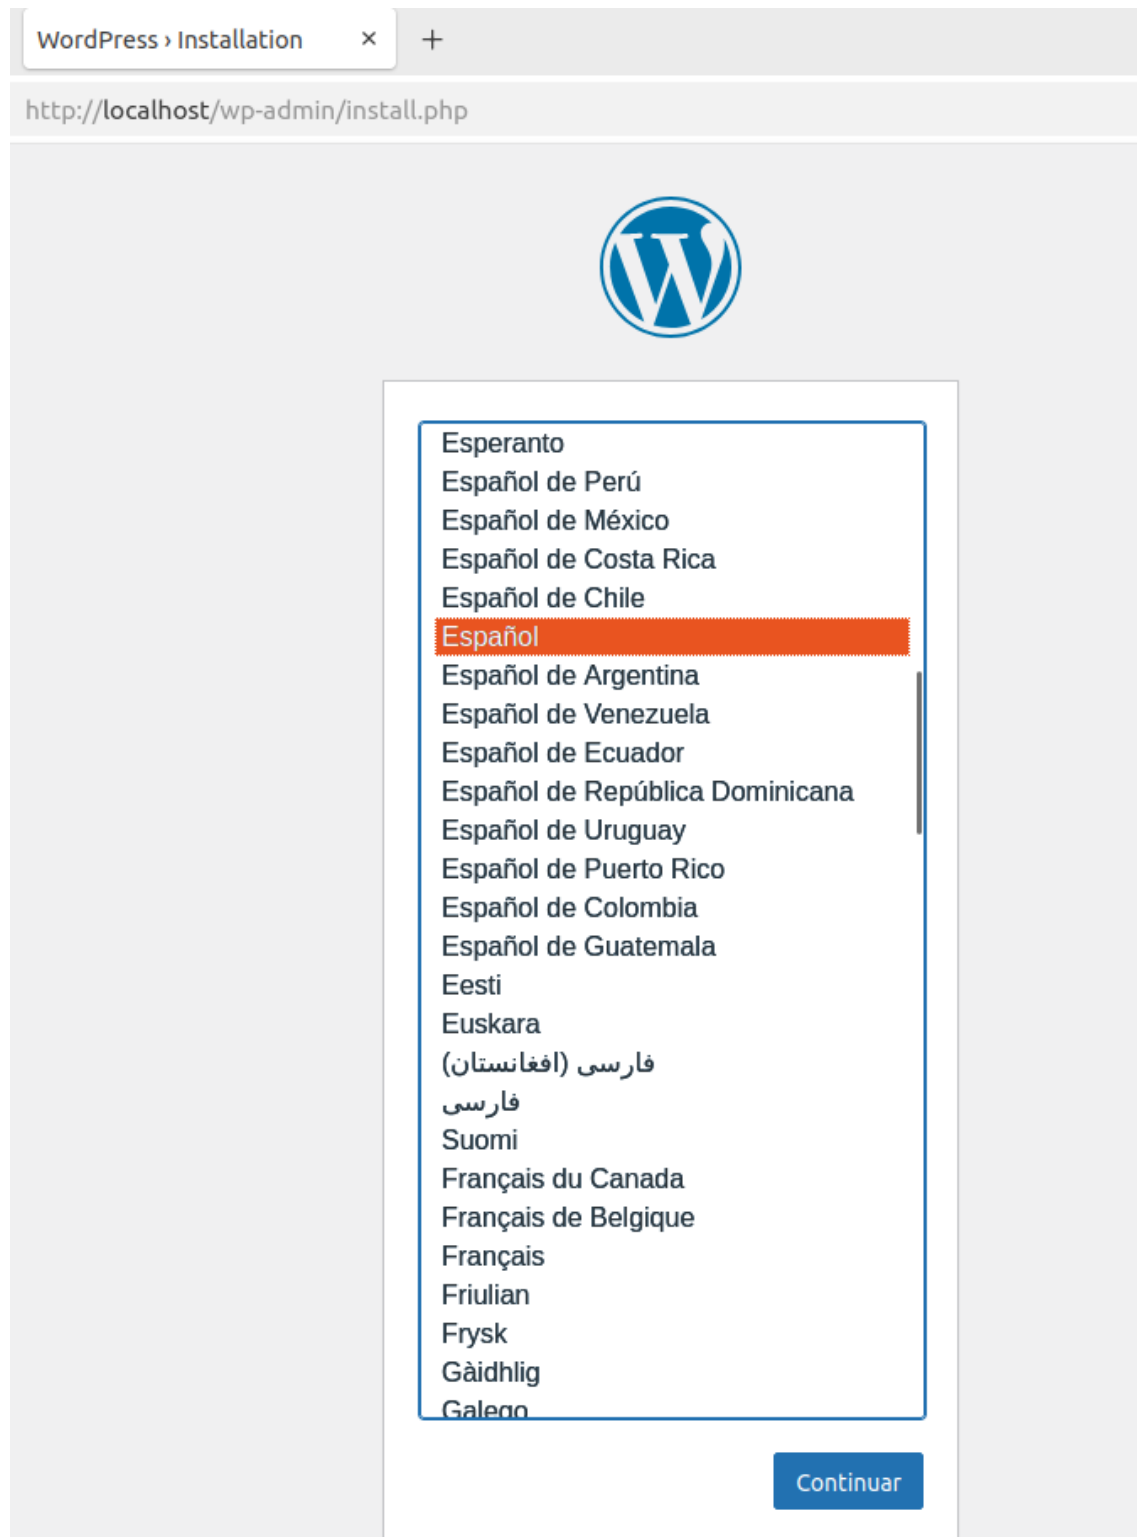 WordPress › Installation × +
http://localhost/wp-admin/install.php
Esperanto
Español de Perú
Español de México
Español de Costa Rica
Español de Chile
Español
Español de Argentina
Español de Venezuela
Español de Ecuador
Español de República Dominicana
Español de Uruguay
Español de Puerto Rico
Español de Colombia
Español de Guatemala
Eesti
Euskara
فارسی (افغانستان)
فارسی
Suomi
Français du Canada
Français de Belgique
Français
Friulian
Frysk
Gàidhlig
Galego
Continuar